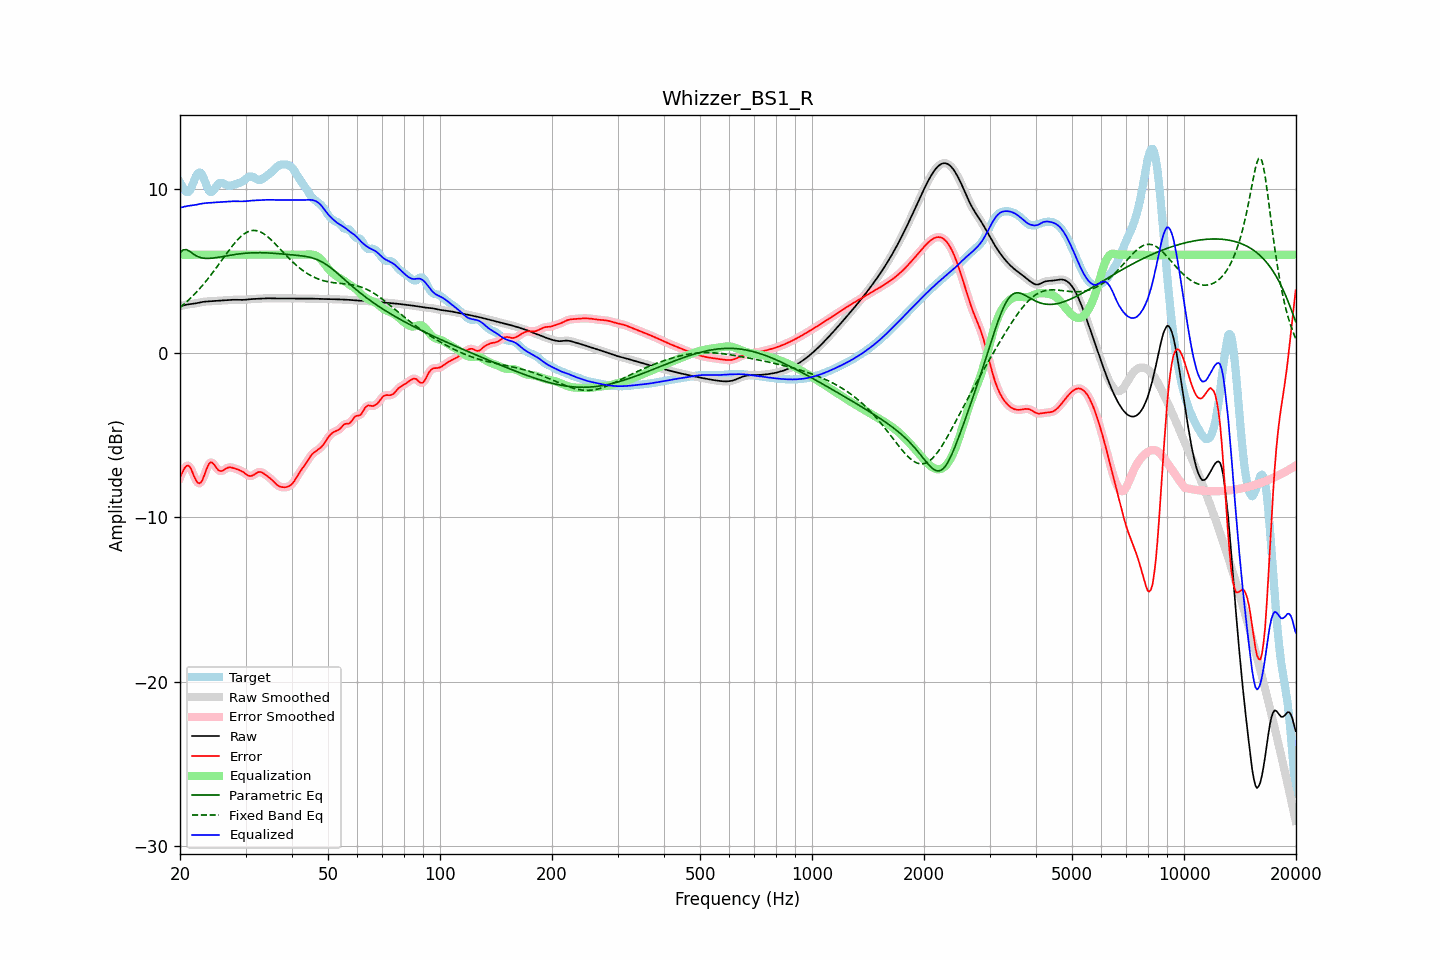 Whizzer_BS1_R
Amplitude (dBr)
10
0
−10
−20
−30
Target
Raw Smoothed
Error Smoothed
Raw
Error
Equalization
Parametric Eq
Fixed Band Eq
Equalized
20 50 100 200 500 1000 2000 5000 10000 20000
Frequency (Hz)